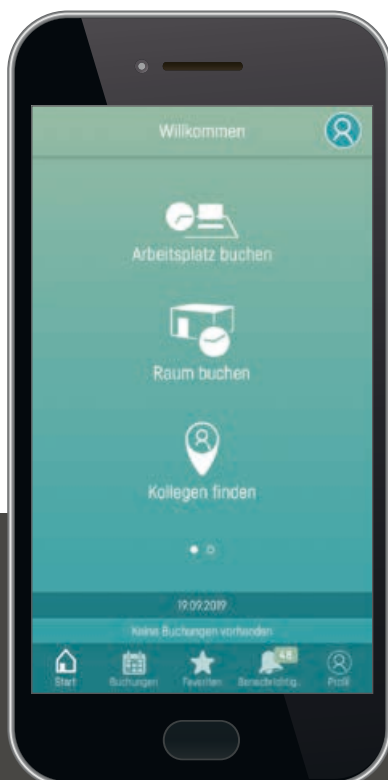 Willkommen
Arbeitsplatz buchen
Raum buchen
Kollegen finden
19.09.2019
Keine Buchungen vorhanden
48
Start Buchungen Favoriten Benachrichtig... Profil